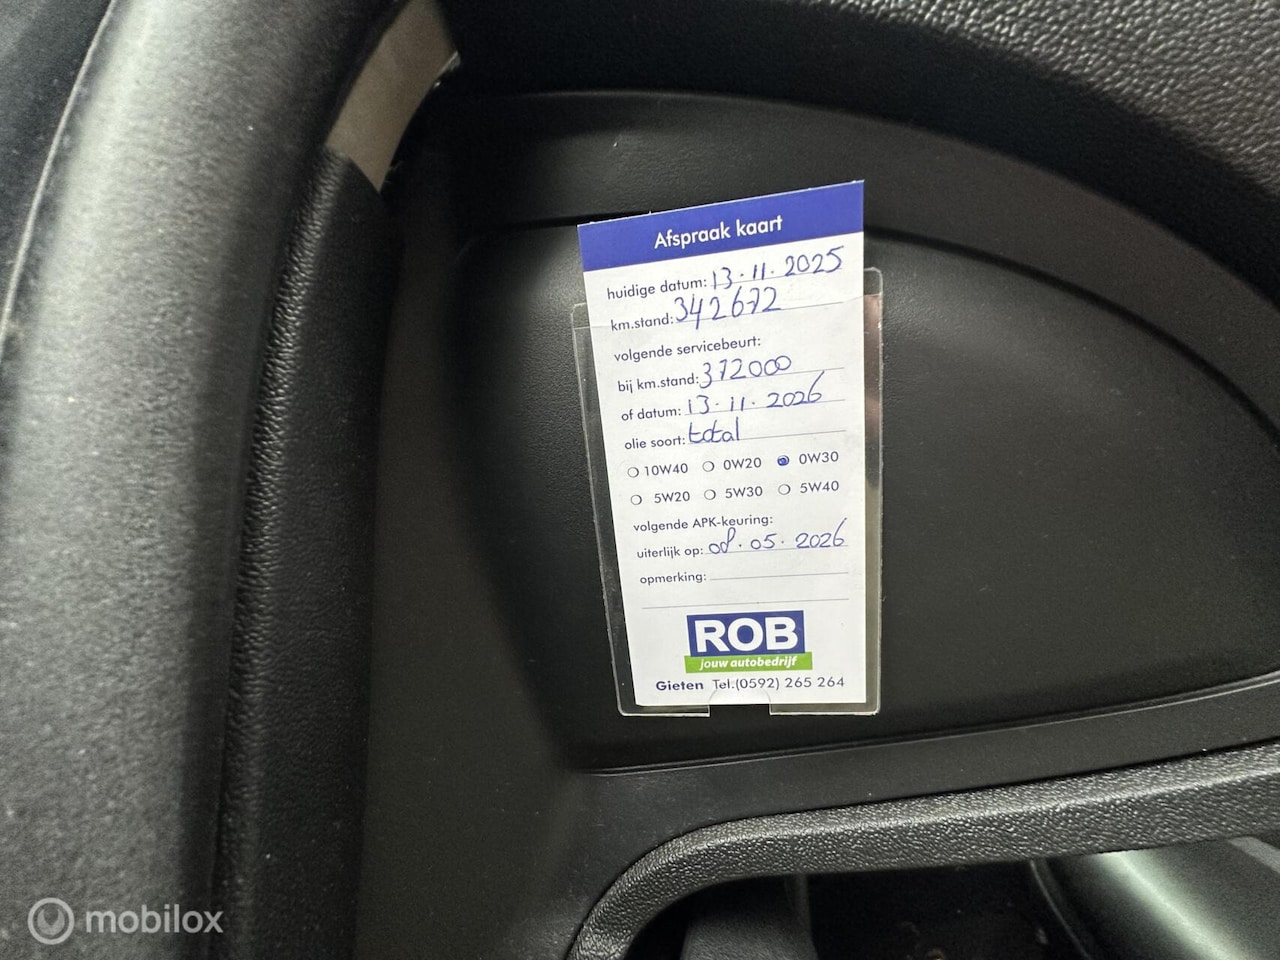 Afspraak kaart
huidige datum: 13.11.2025
km.stand: 342672
volgende servicebeurt:
bij km.stand: 372000
of datum: 13.11.2026
olie soort: total
10W40 0W20 0W30
5W20 5W30 5W40
volgende APK-keuring:
uiterlijk op: 08.05.2026
opmerking:
ROB
jouw autobedrijf
Gieten Tel.(0592) 265 264
mobilox